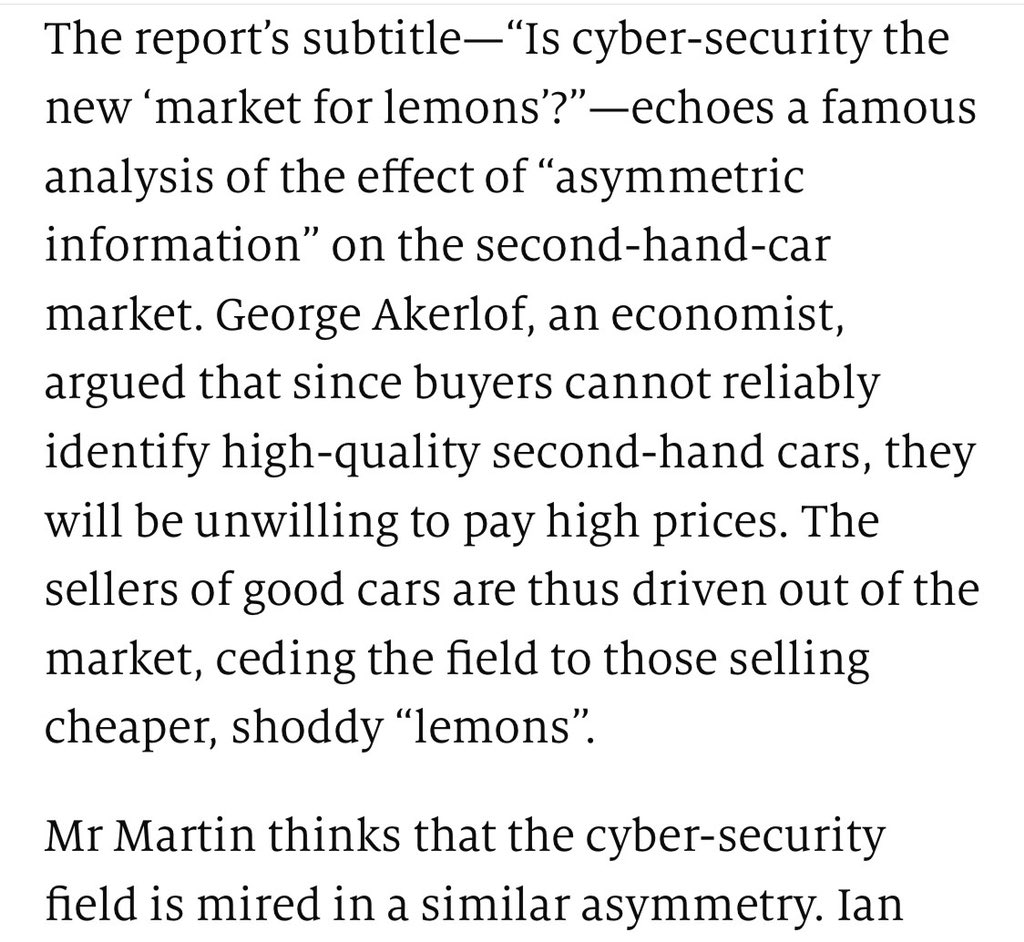 The report’s subtitle—“Is cyber-security the
new ‘market for lemons’?”—echoes a famous
analysis of the effect of “asymmetric
information” on the second-hand-car
market. George Akerlof, an economist,
argued that since buyers cannot reliably
identify high-quality second-hand cars, they
will be unwilling to pay high prices. The
sellers of good cars are thus driven out of the
market, ceding the field to those selling
cheaper, shoddy “lemons”.
Mr Martin thinks that the cyber-security
field is mired in a similar asymmetry. Ian